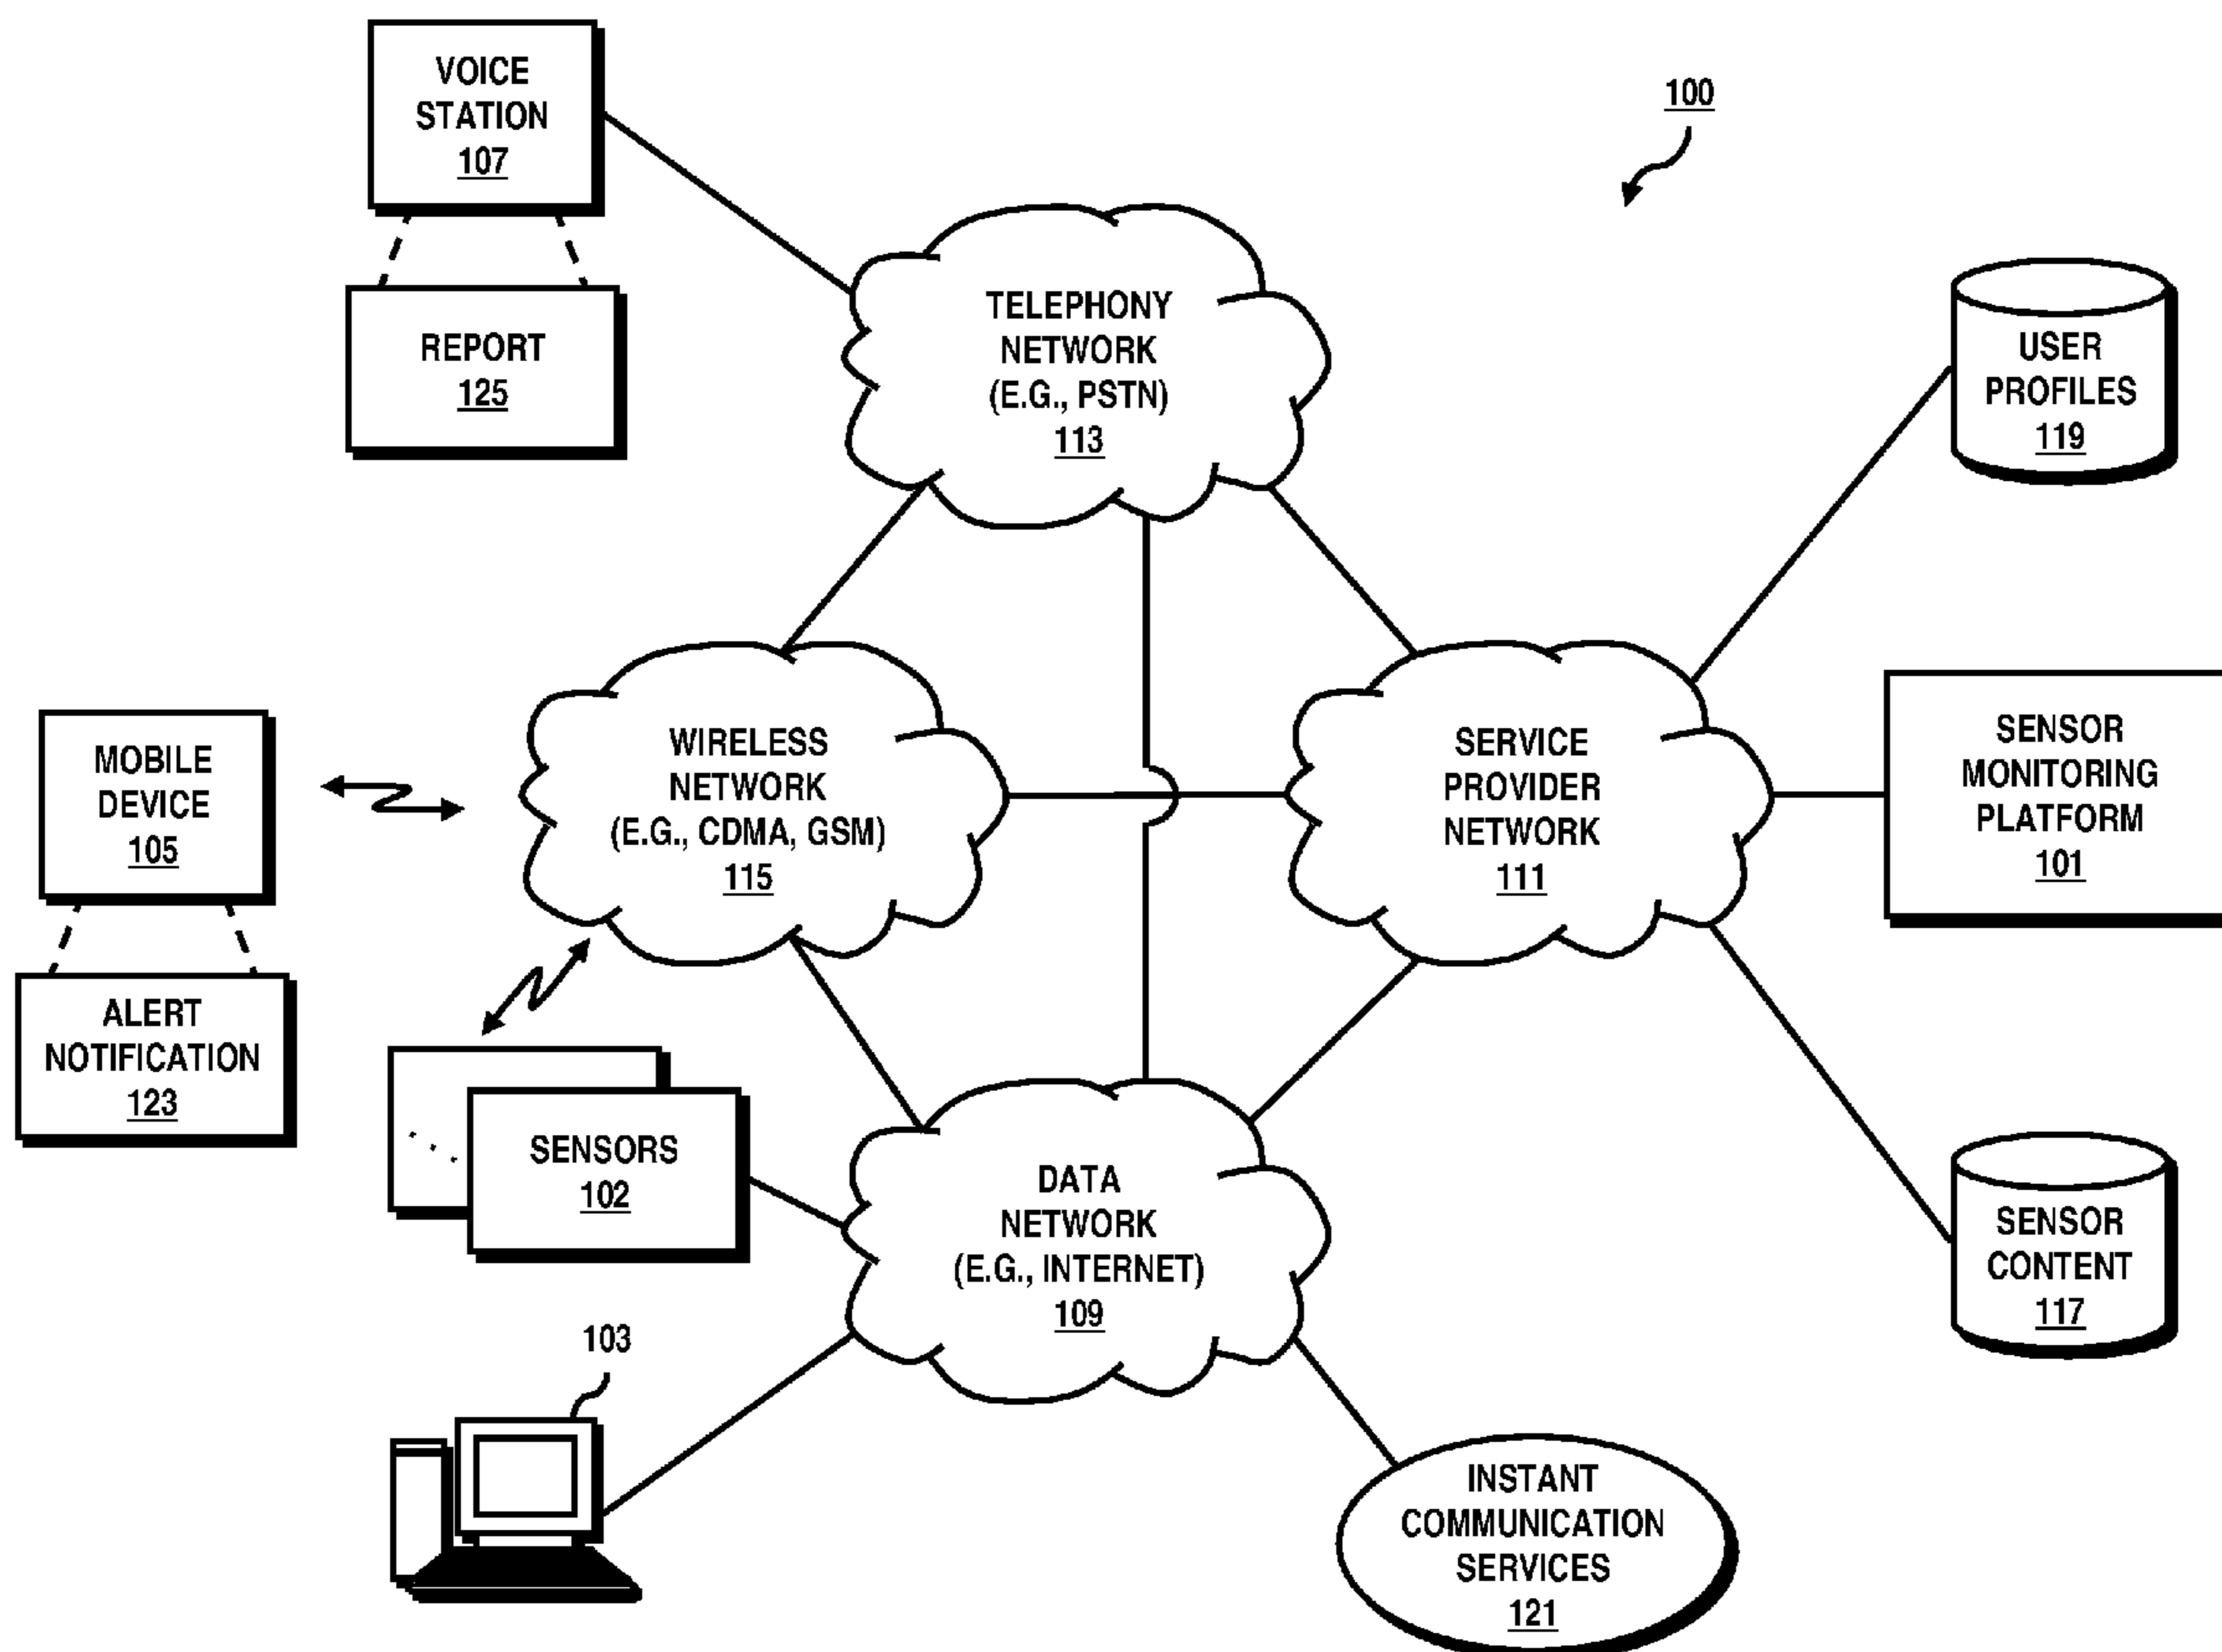 VOICE
STATION
107
REPORT
125
100
TELEPHONY
NETWORK
(E.G., PSTN)
113
USER
PROFILES
119
MOBILE
DEVICE
105
ALERT
NOTIFICATION
123
WIRELESS
NETWORK
(E.G., CDMA, GSM)
115
SERVICE
PROVIDER
NETWORK
111
SENSOR
MONITORING
PLATFORM
101
SENSORS
102
DATA
NETWORK
(E.G., INTERNET)
109
SENSOR
CONTENT
117
103
INSTANT
COMMUNICATION
SERVICES
121